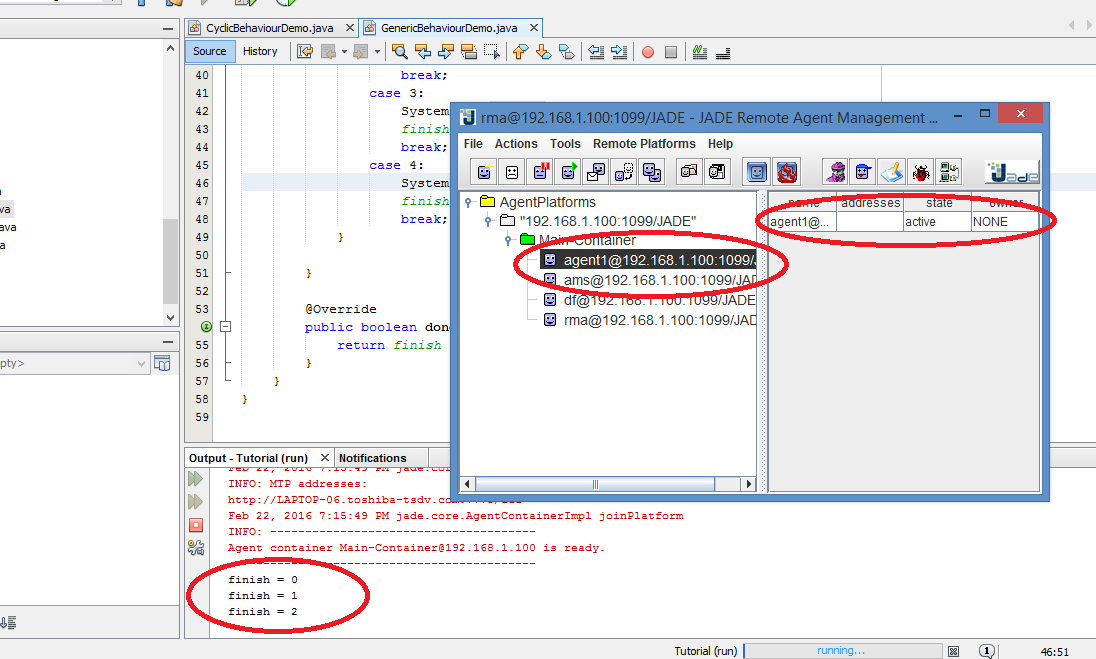 CyclicBehaviourDemo.java
GenericBehaviourDemo.java
Source History
40 break;
41 case 3:
42 System
43 finish
44 break;
45 case 4:
46 System
47 finish
48 break;
49 }
50
51 }
52
53 @Override
public boolean don
55 return finish
56 }
57 }
58 }
59
va
ava
a
pty>
rma@192.168.1.100:1099/JADE - JADE Remote Agent Management ...
File Actions Tools Remote Platforms Help
Jade
AgentPlatforms
"192.168.1.100:1099/JADE"
Main-Container
agent1@192.168.1.100:1099/
ams@192.168.1.100:1099/JAD
df@192.168.1.100:1099/JADE
rma@192.168.1.100:1099/JAD
name addresses state owner
agent1@... active NONE
Output - Tutorial (run) Notifications
Feb 22, 2016 7:15:49 PM jade.co
INFO: MTP addresses:
http://LAPTOP-06.toshiba-tsdv.com
Feb 22, 2016 7:15:49 PM jade.core.AgentContainerImpl joinPlatform
INFO: ---------------------------------
Agent container Main-Container@192.168.1.100 is ready.
finish = 0
finish = 1
finish = 2
Tutorial (run) running... 1 46:51